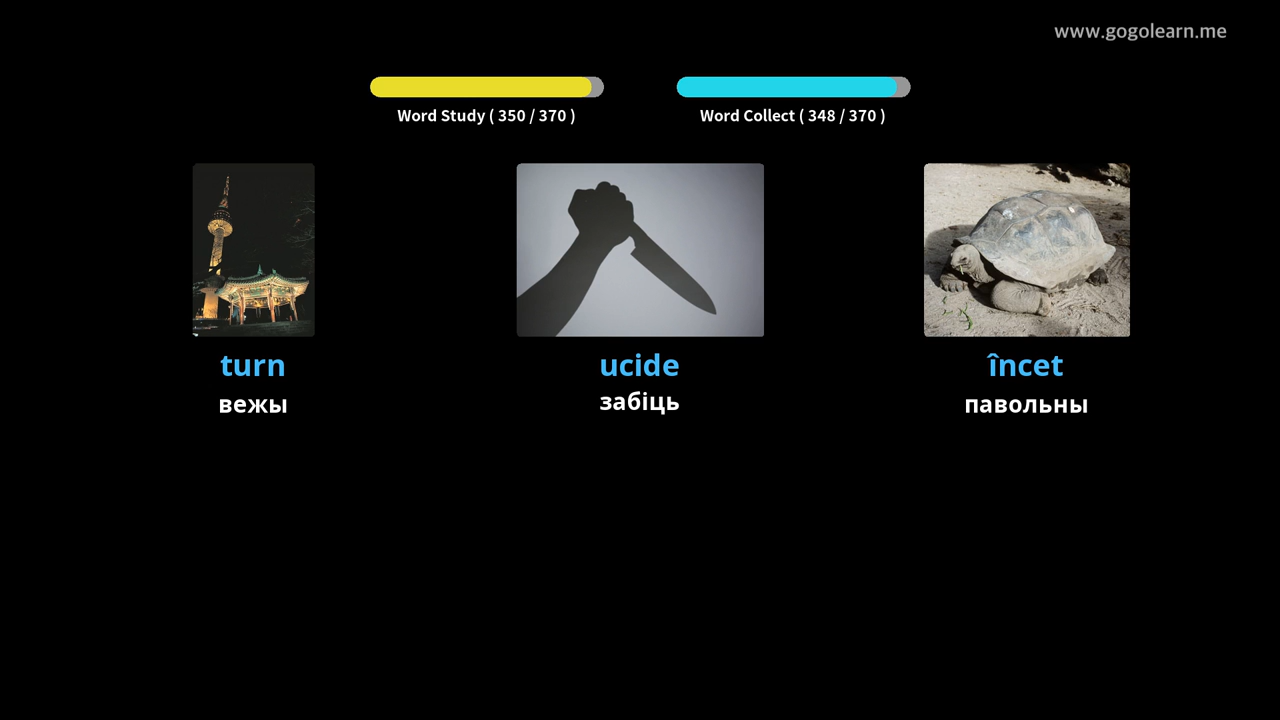 www.gogolearn.me
Word Study ( 350 / 370 )
Word Collect ( 348 / 370 )
turn
вежы
ucide
забіць
încet
павольны